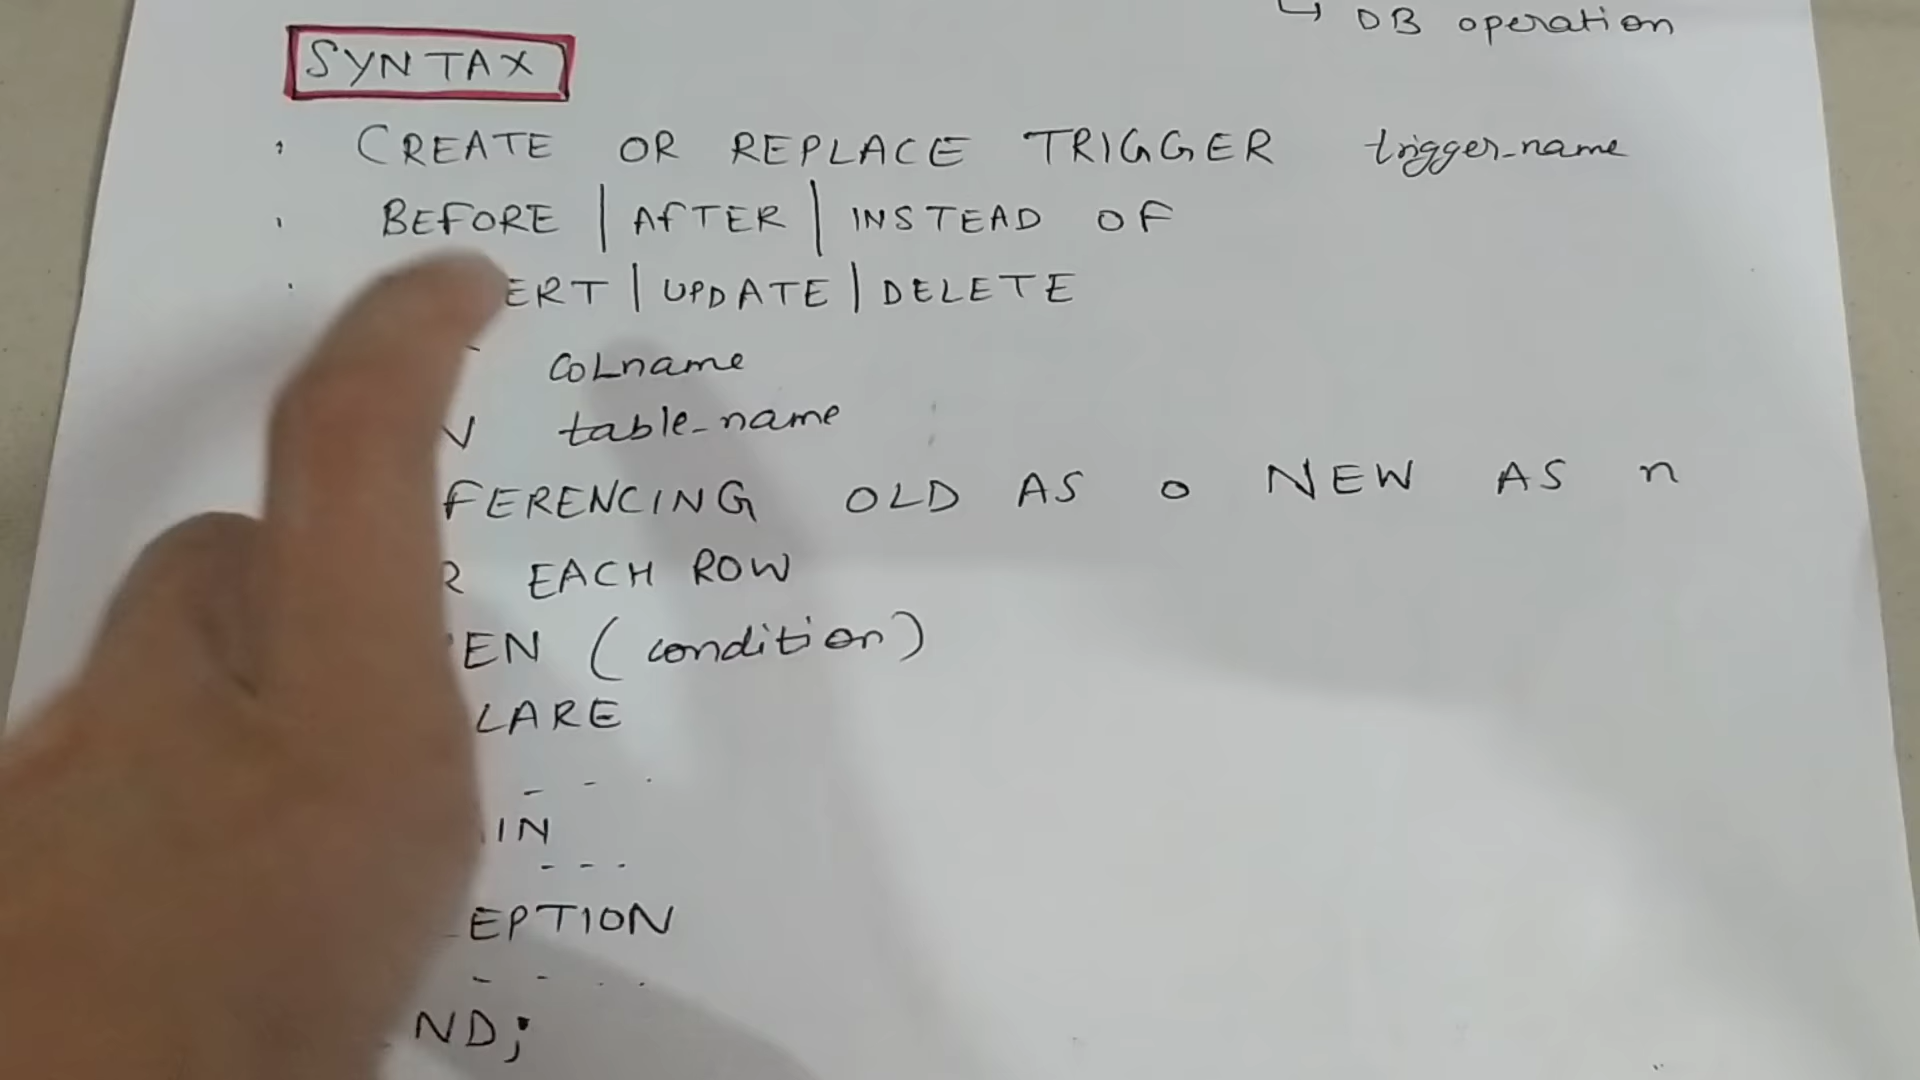 DB operation
SYNTAX
CREATE OR REPLACE TRIGGER trigger_name
BEFORE | AFTER | INSTEAD OF
ERT | UPDATE | DELETE
Colname
table_name
FERENCING OLD AS o NEW AS n
R EACH ROW
EN (condition)
LARE
IN
EPTION
ND;